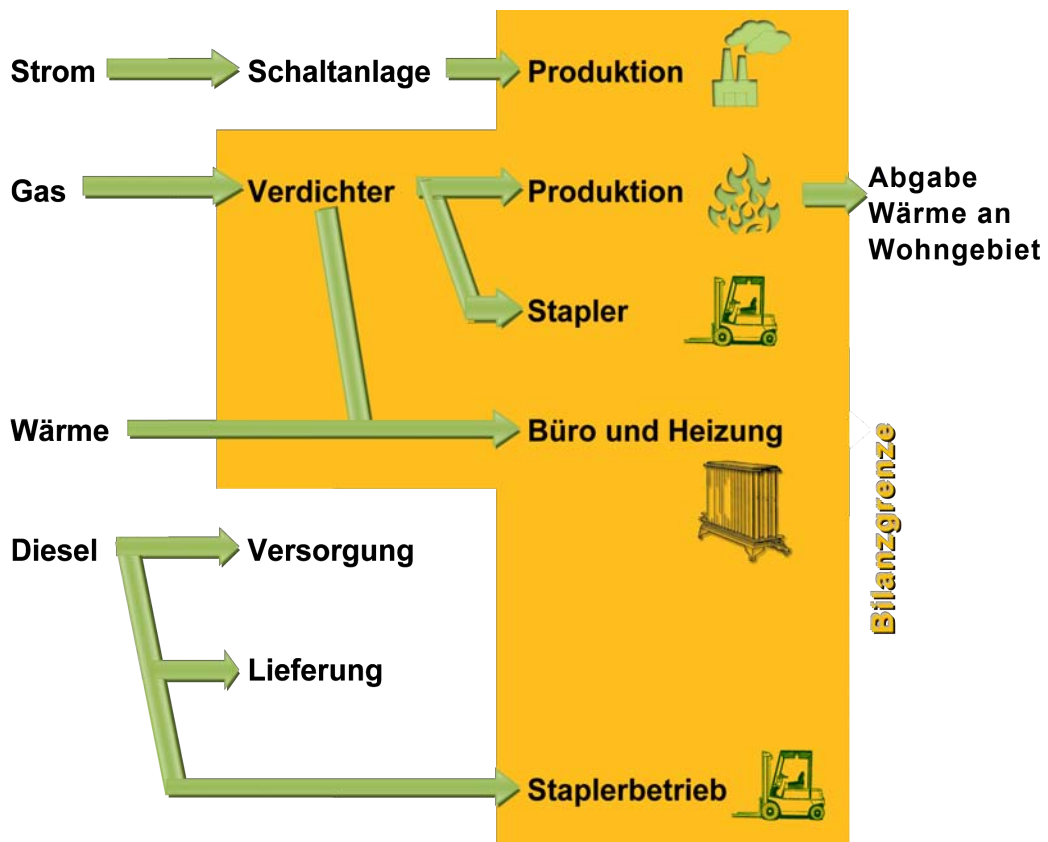 Strom Schaltanlage Produktion
Gas Verdichter Produktion
Abgabe
Wärme an
Wohngebiet
Stapler
Wärme Büro und Heizung
Bilanzgrenze
Diesel Versorgung
Lieferung
Staplerbetrieb